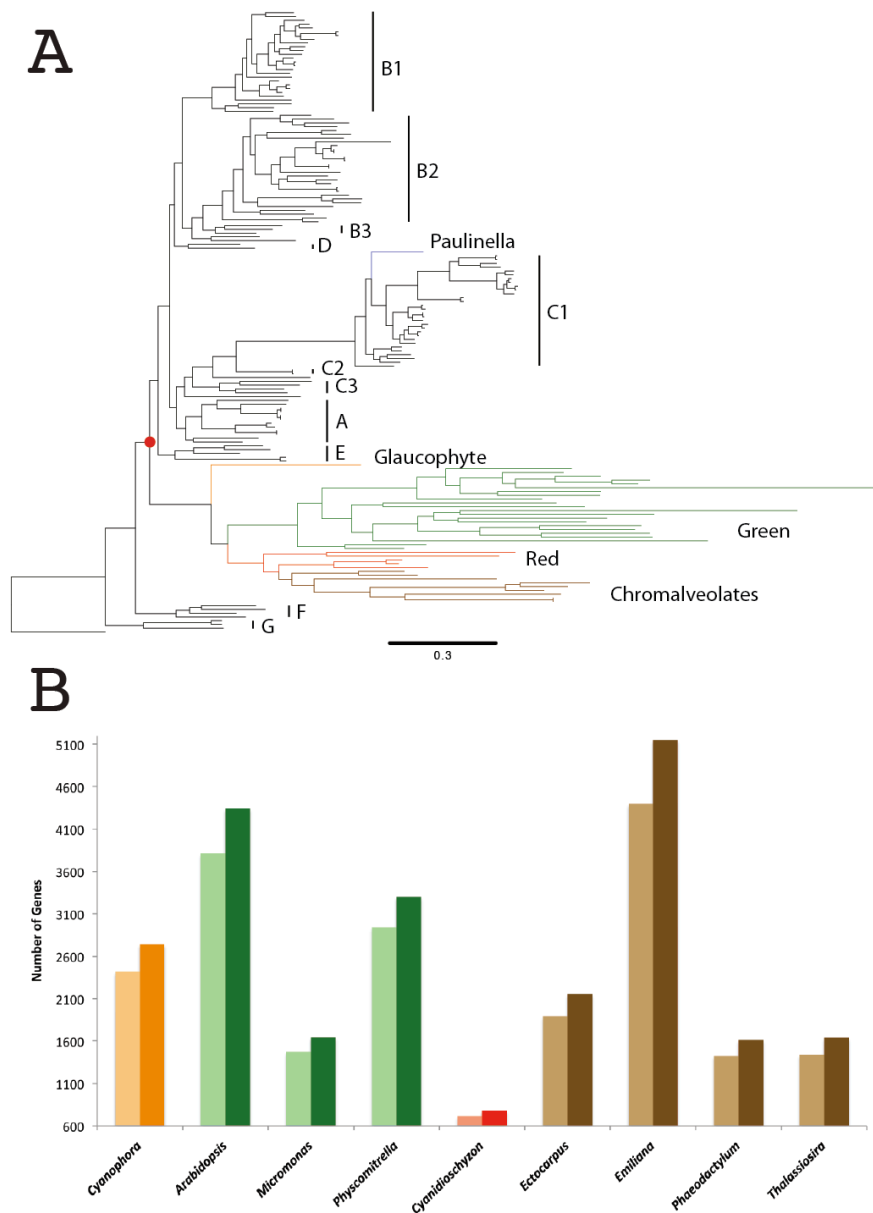 A
B1
B2
B3
D
Paulinella
C1
C2
C3
A
E
Glaucophyte
Green
Red
Chromalveolates
F
G
0.3
B
Number of Genes
5100
4600
4100
3600
3100
2600
2100
1600
1100
600
Cyanophora
Arabidopsis
Micromonas
Physcomitrella
Cyanidioschyzon
Ectocarpus
Emiliana
Phaeodactylum
Thalassiosira